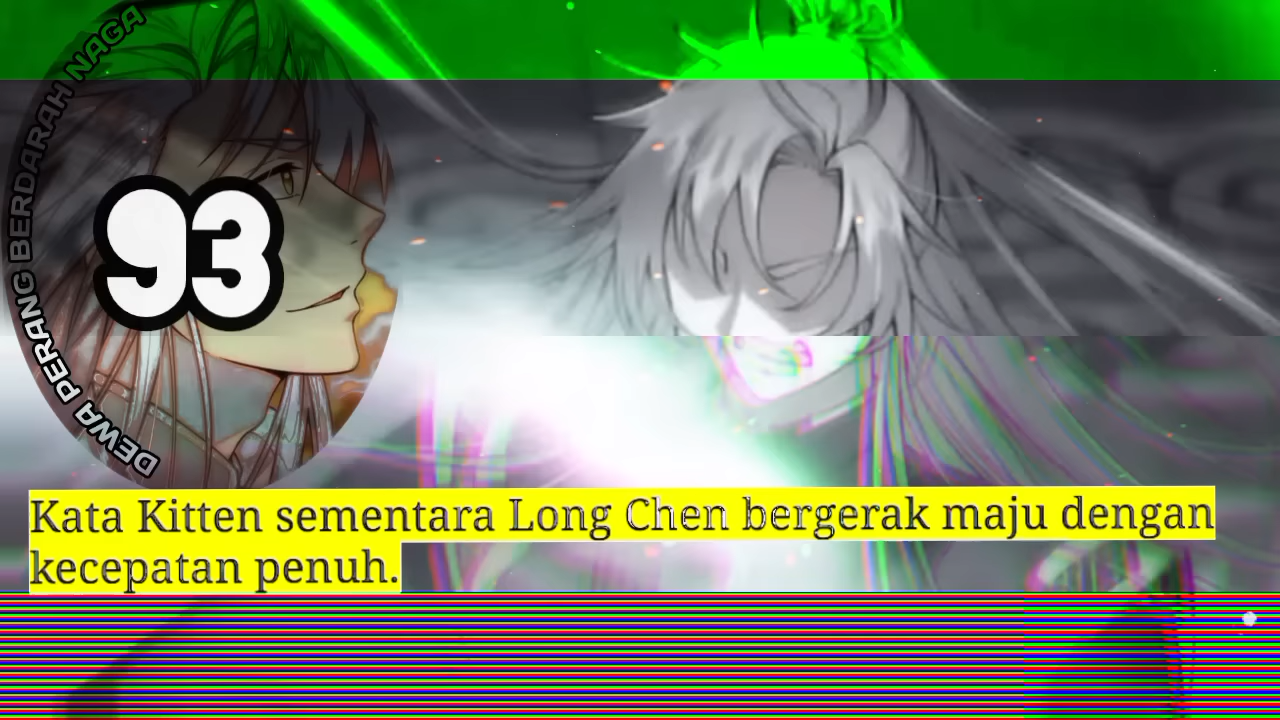 DEWA PERANG BERDARAH NAGA
93
Kata Kitten sementara Long Chen bergerak maju dengan
kecepatan penuh.